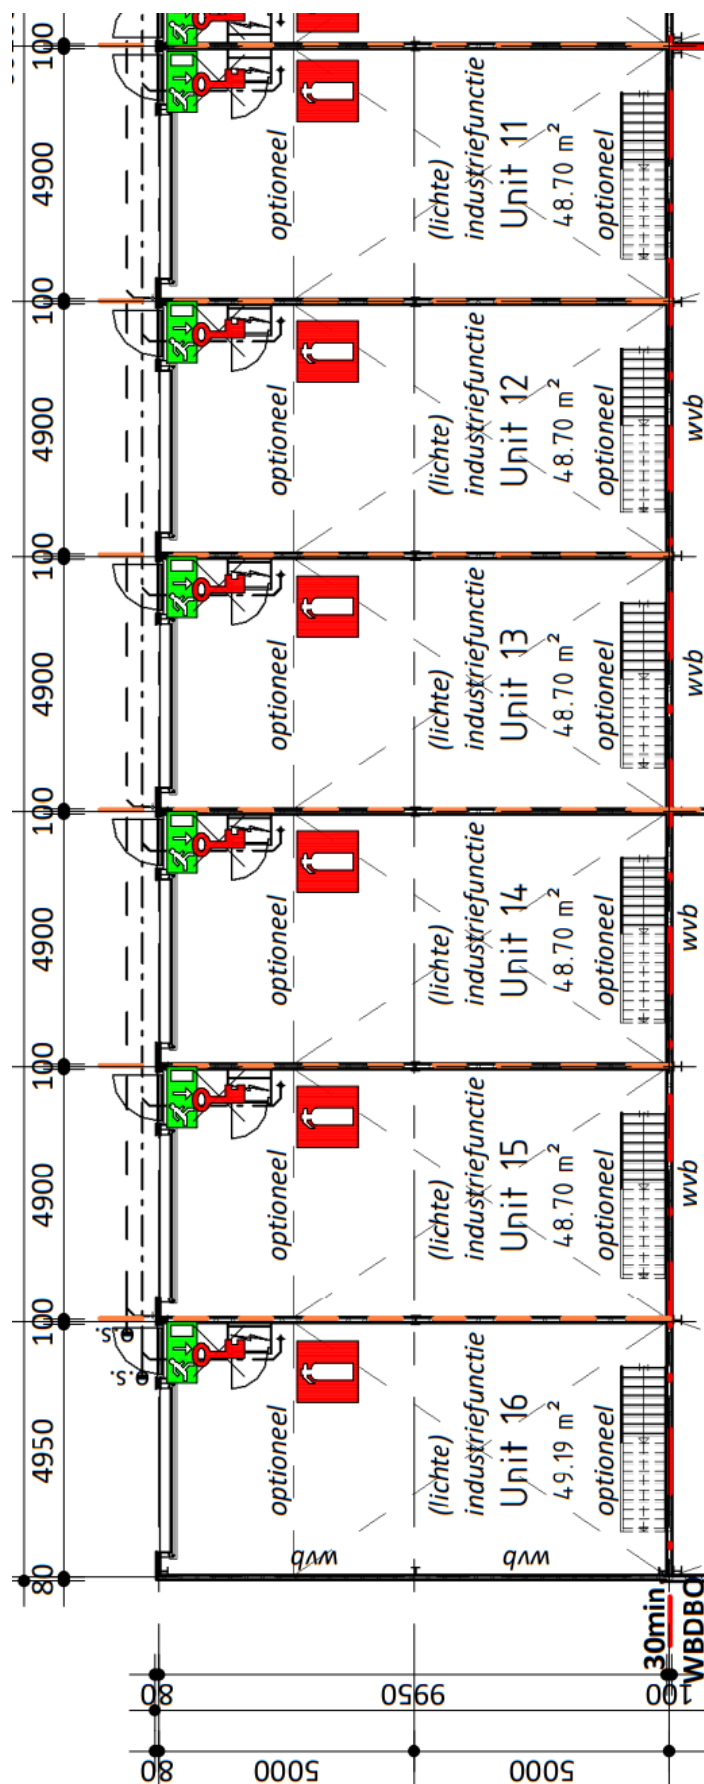 100
4900
optioneel
(lichte)
industriefunctie
Unit 11
48.70 m²
optioneel
100
4900
optioneel
(lichte)
industriefunctie
Unit 12
48.70 m²
optioneel
wvb
100
4900
optioneel
(lichte)
industriefunctie
Unit 13
48.70 m²
optioneel
wvb
100
4900
optioneel
(lichte)
industriefunctie
Unit 14
48.70 m²
optioneel
wvb
100
4900
optioneel
(lichte)
industriefunctie
Unit 15
48.70 m²
optioneel
wvb
100
o.s.
4950
optioneel
(lichte)
industriefunctie
Unit 16
49.19 m²
optioneel
wvb
wvb
80
30min.
WBDBO
80
9950
100
80
5000
5000